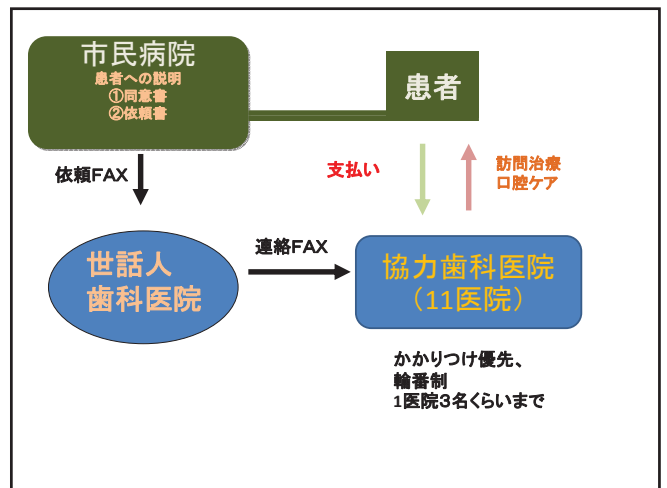 市民病院
患者への説明
①同意書
②依頼書
患者
依頼FAX
支払い
訪問治療
口腔ケア
世話人
歯科医院
連絡FAX
協力歯科医院
（11医院）
かかりつけ優先、
輪番制
1医院3名くらいまで